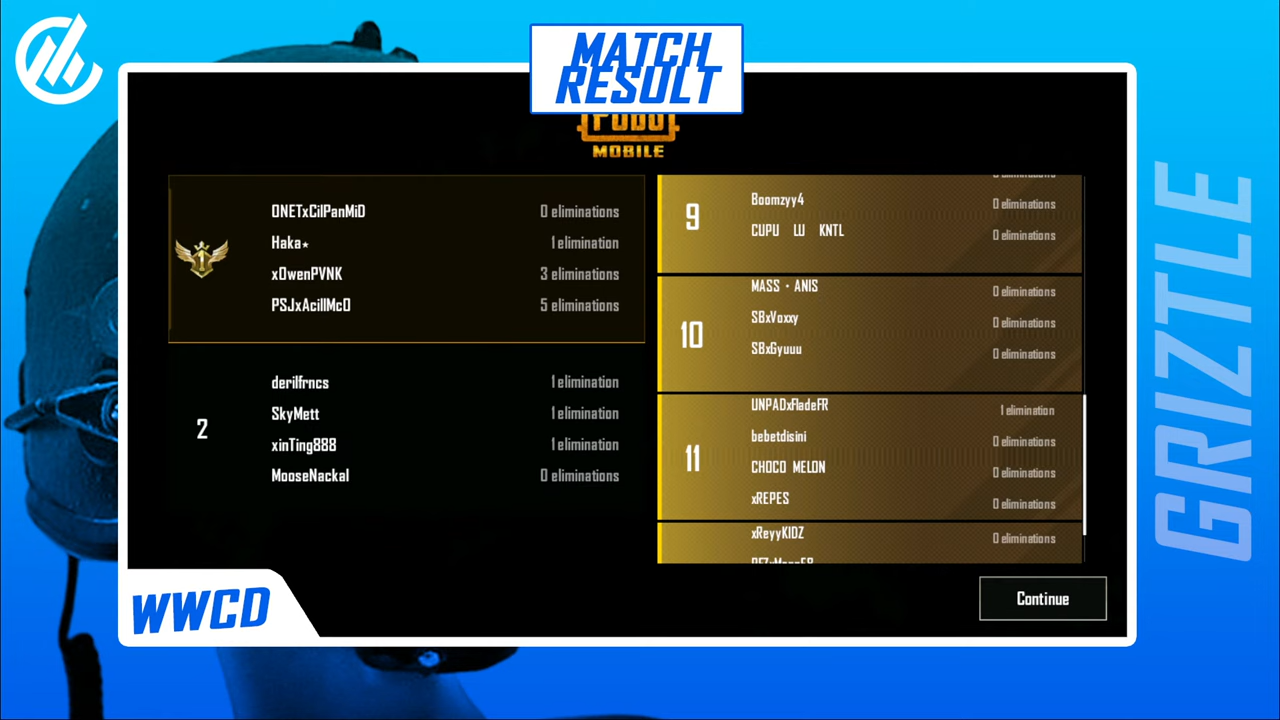 MATCH
RESULT
PUBG
MOBILE
ONETxCilPanMiD 0 eliminations
Haka★ 1 elimination
xOwenPVNK 3 eliminations
PSJxAcillMcD 5 eliminations
1
2
derilfrncs 1 elimination
SkyMett 1 elimination
xinTing888 1 elimination
MooseNackal 0 eliminations
9
Boomzyy4 0 eliminations
CUPU LU KNTL 0 eliminations
10
MASS • ANIS 0 eliminations
SBxVoxxy 0 eliminations
SBxGyuuu 0 eliminations
11
UNPADxFladeFR 1 elimination
bebetdisini 0 eliminations
CHOCO MELON 0 eliminations
xREPES 0 eliminations
xReyyKIDZ 0 eliminations
Continue
WWCD
GRIZTLE